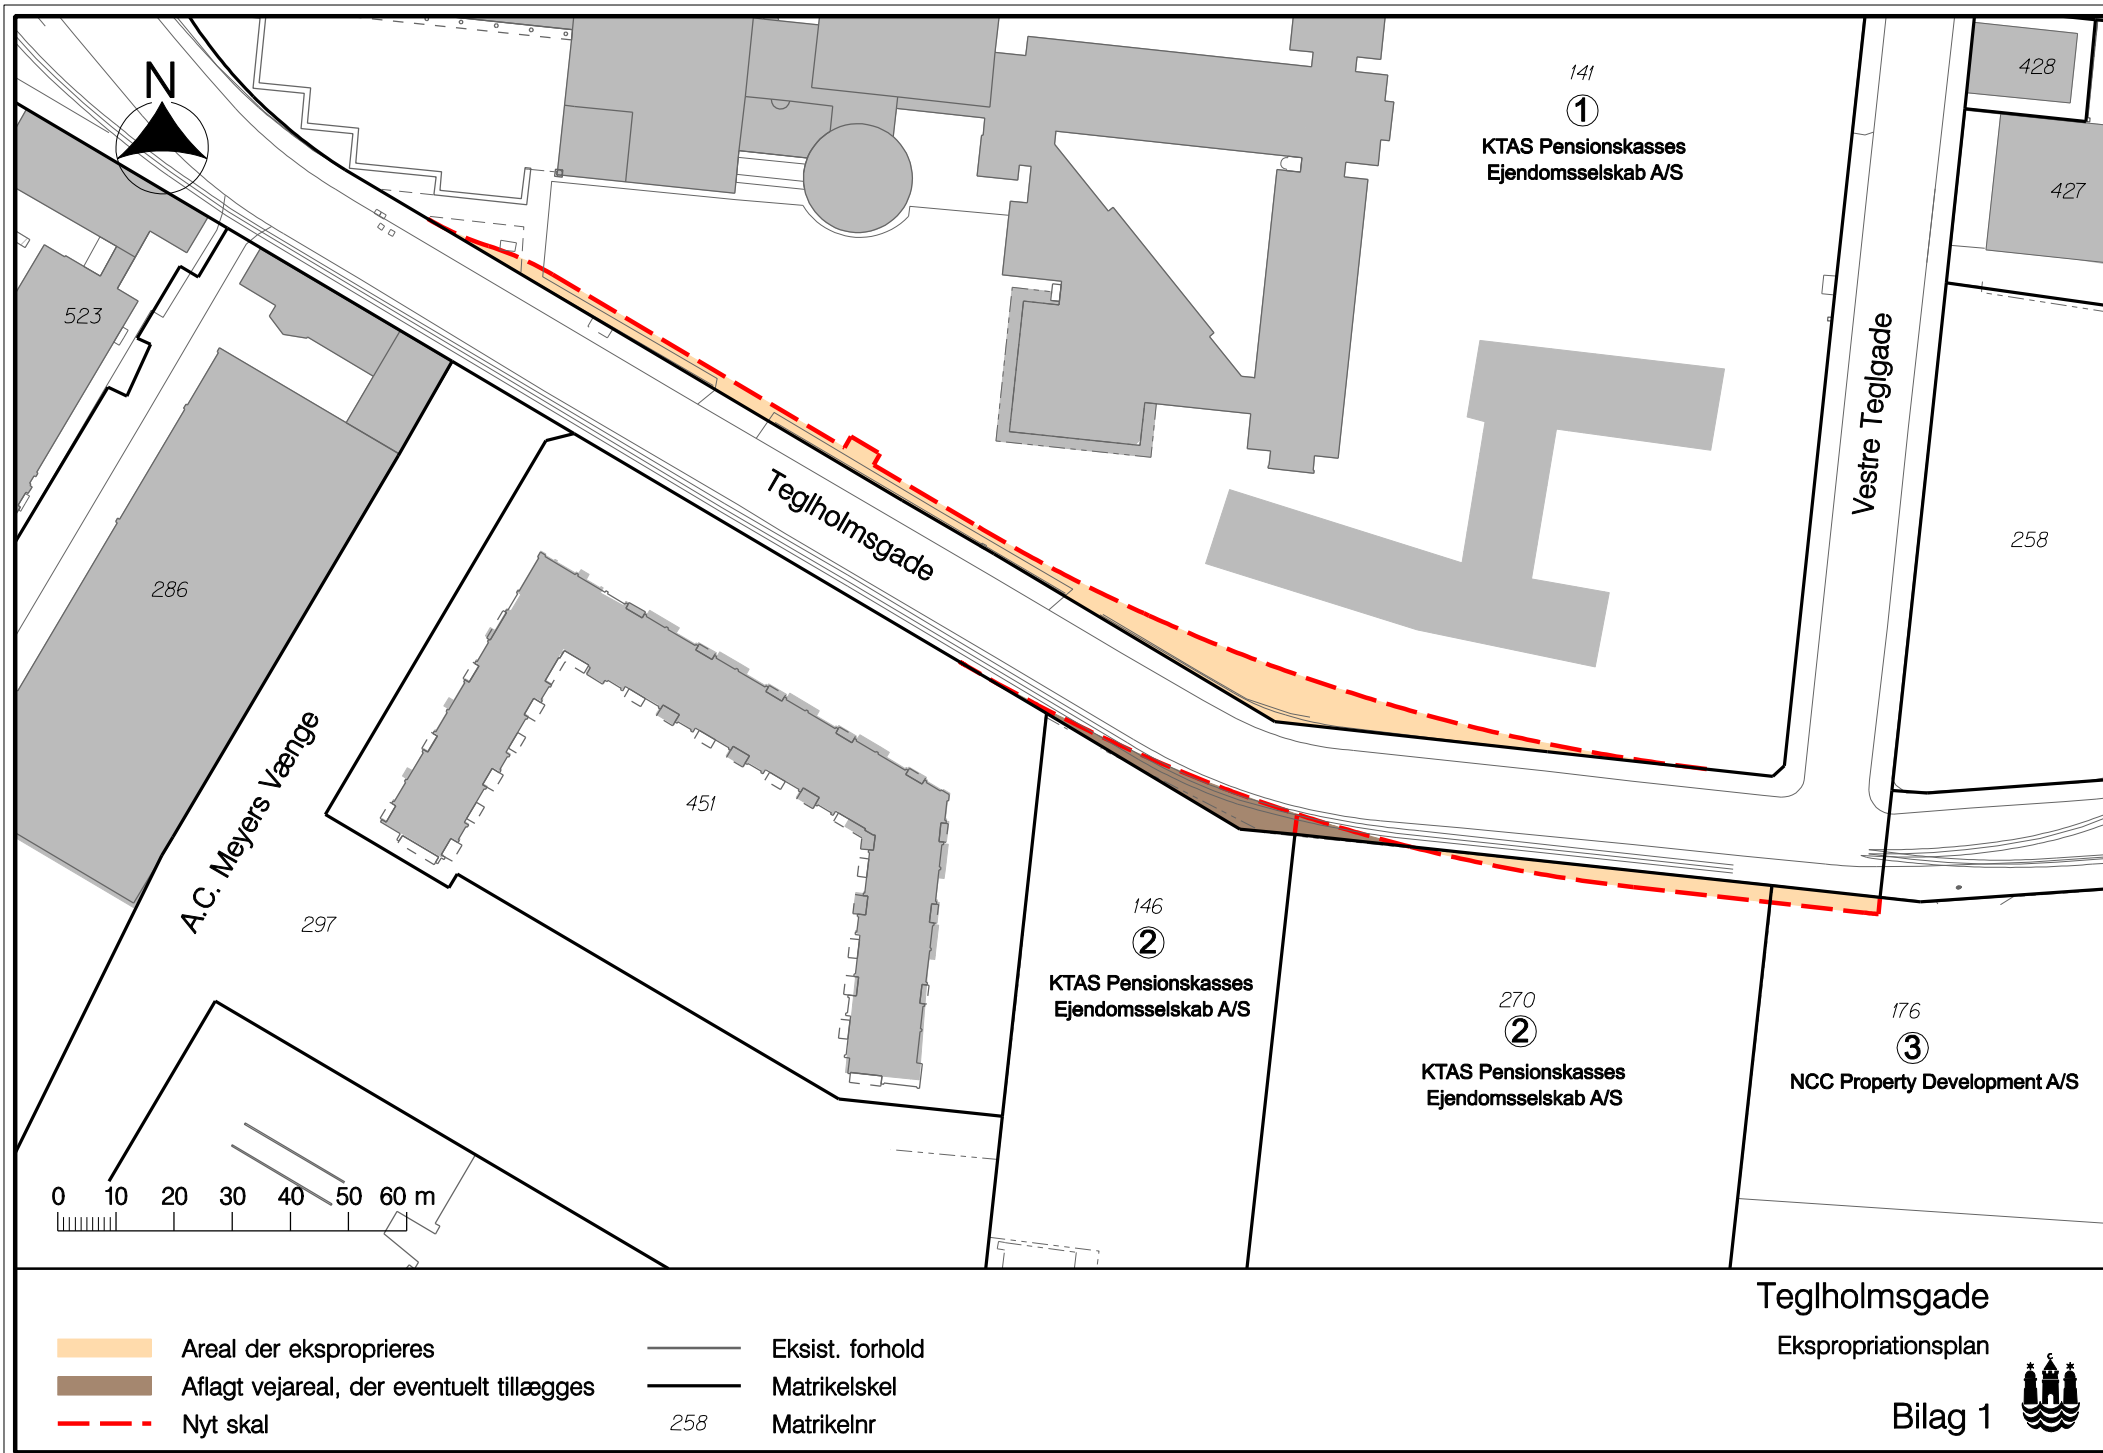 N
141
1
KTAS Pensionskasses
Ejendomsselskab A/S
428
427
523
Vestre Teglgade
Teglholmsgade
258
286
451
A.C. Meyers Vænge
297
146
2
KTAS Pensionskasses
Ejendomsselskab A/S
270
2
KTAS Pensionskasses
Ejendomsselskab A/S
176
3
NCC Property Development A/S
0 10 20 30 40 50 60 m
Teglholmsgade
Ekspropriationsplan
Bilag 1
Areal der eksproprieres
Aflagt vejareal, der eventuelt tillægges
Nyt skal
Eksist. forhold
Matrikelskel
258 Matrikelnr